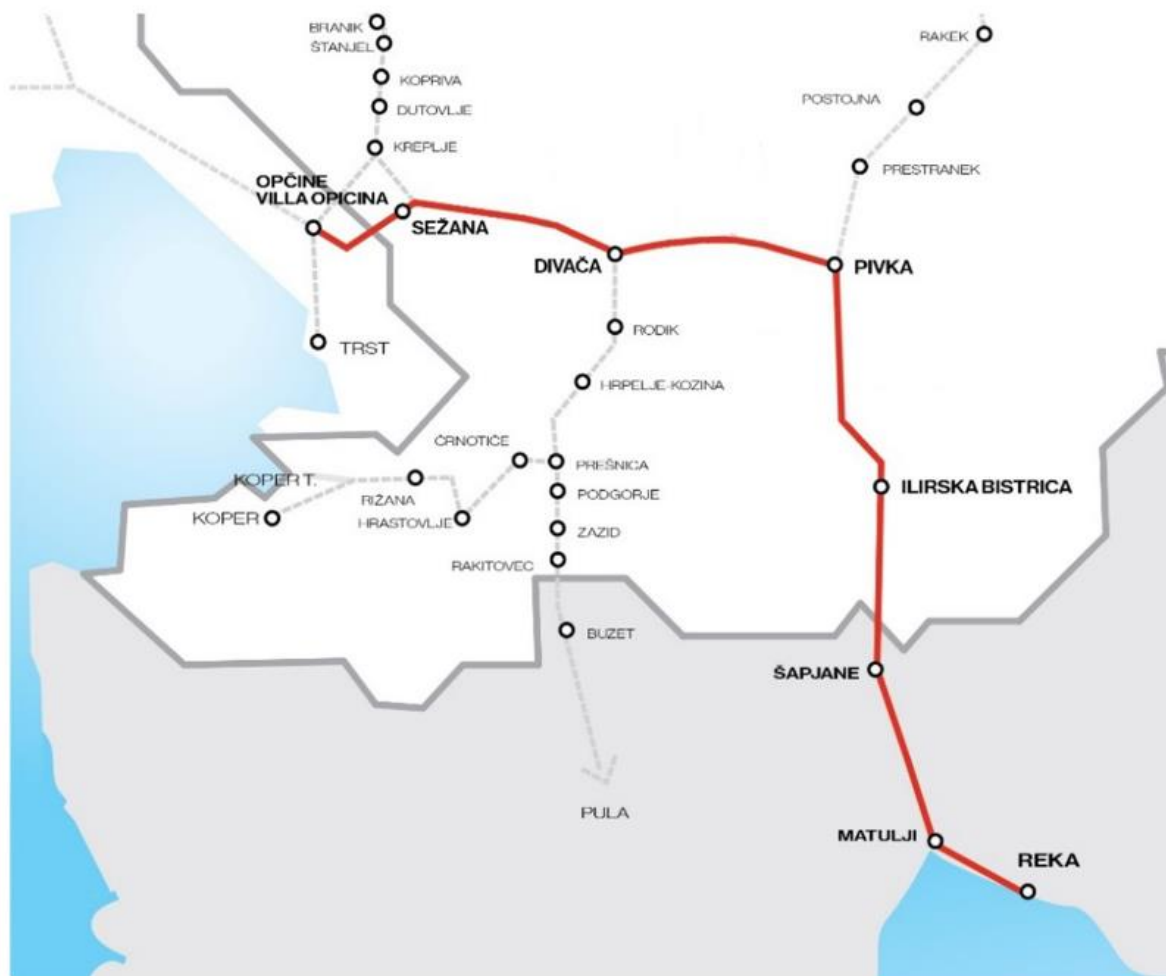 BRANIK
ŠTANJEL
RAKEK
KOPRIVA
POSTOJNA
DUTOVLJE
KREPLJE
PRESTRANEK
OPČINE
VILLA OPICINA
SEŽANA
DIVAČA
PIVKA
RODIK
TRST
HRPELJE-KOZINA
ČRNOTIČE
PREŠNICA
KOPER T.
RIŽANA
PODGORJE
ILIRSKA BISTRICA
KOPER
HRASTOVLJE
ZAZID
RAKITOVEC
BUZET
ŠAPJANE
PULA
MATULJI
REKA